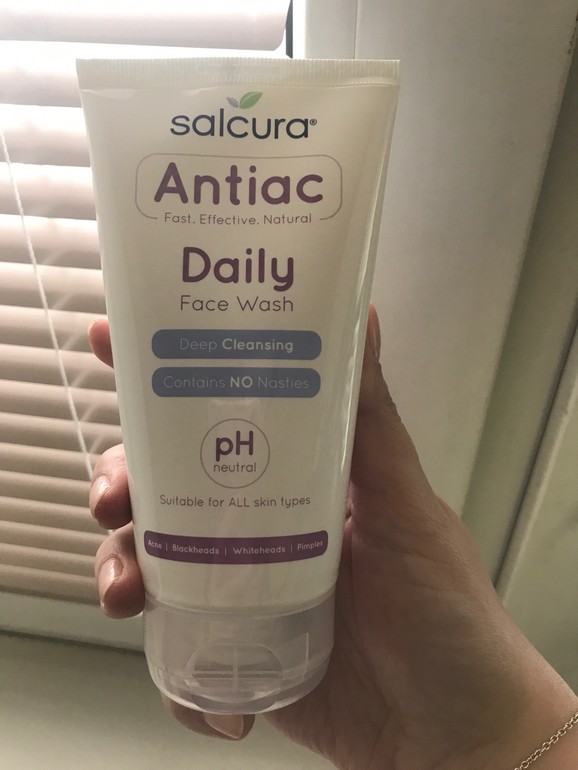 salcura®
Antiac
Fast. Effective. Natural
Daily
Face Wash
Deep Cleansing
Contains NO Nasties
pH
neutral
Suitable for ALL skin types
Acne | Blackheads | Whiteheads | Pimples